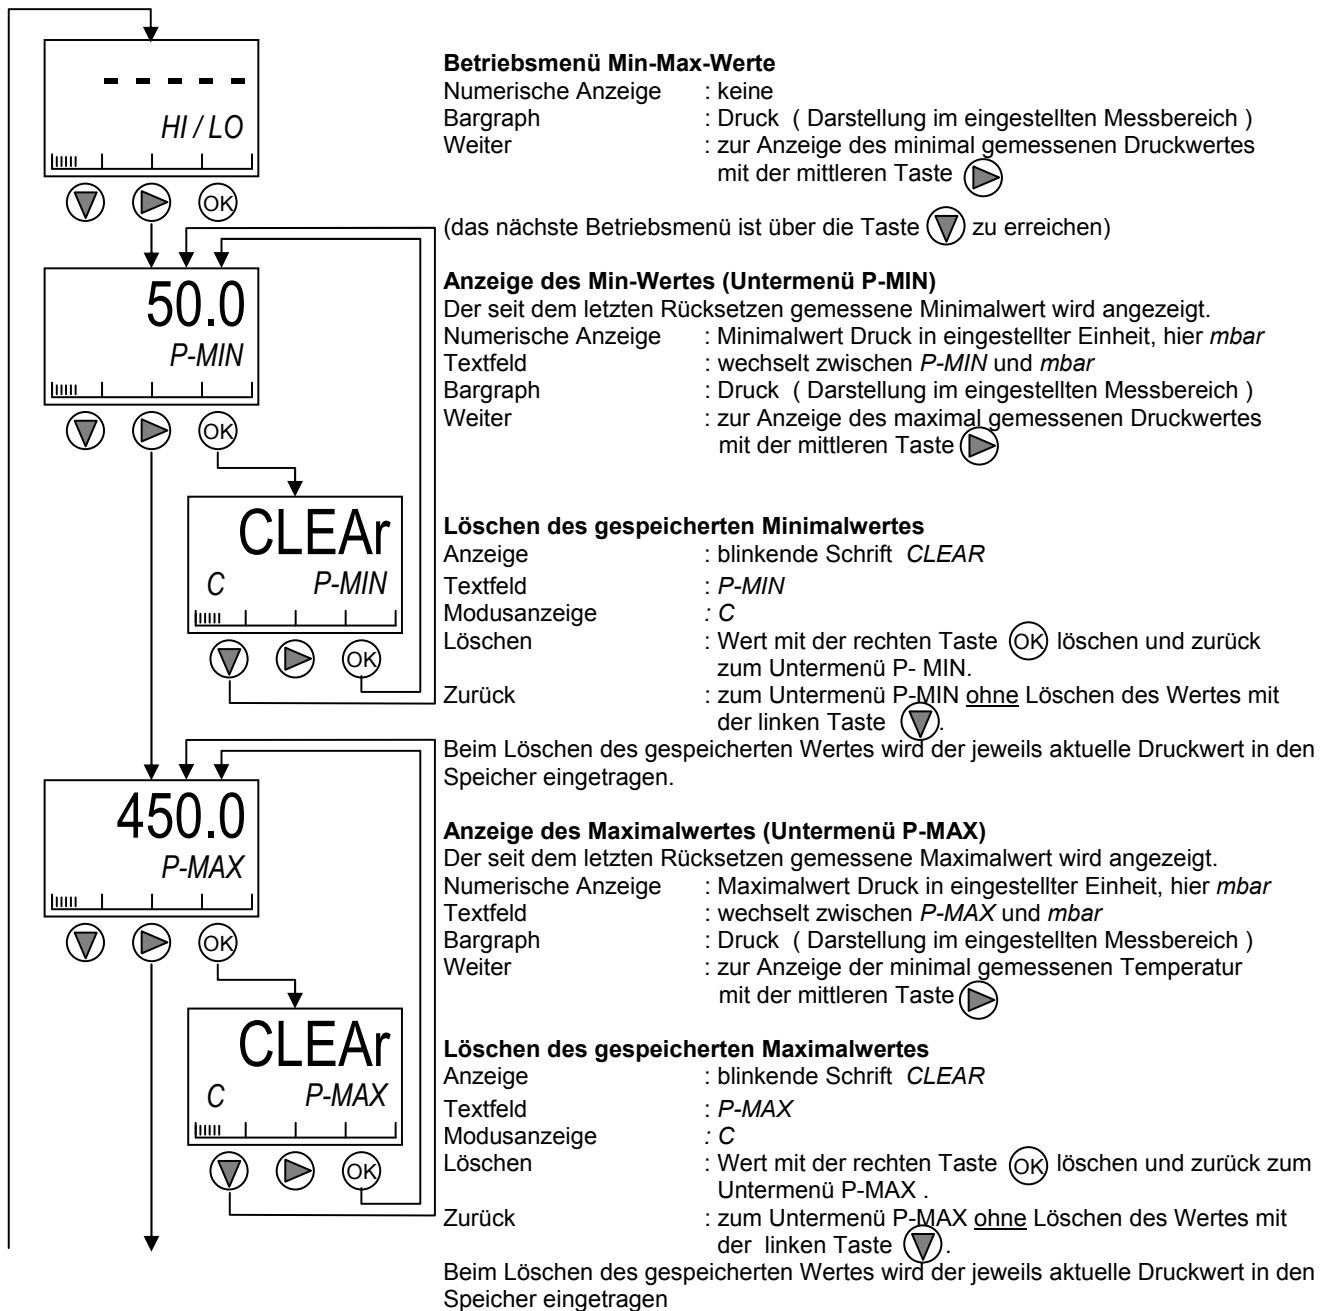 - - - - -
HI / LO
OK
Betriebsmenü Min-Max-Werte
Numerische Anzeige : keine
Bargraph : Druck ( Darstellung im eingestellten Messbereich )
Weiter : zur Anzeige des minimal gemessenen Druckwertes
mit der mittleren Taste
(das nächste Betriebsmenü ist über die Taste zu erreichen)
50.0
P-MIN
OK
Anzeige des Min-Wertes (Untermenü P-MIN)
Der seit dem letzten Rücksetzen gemessene Minimalwert wird angezeigt.
Numerische Anzeige : Minimalwert Druck in eingestellter Einheit, hier mbar
Textfeld : wechselt zwischen P-MIN und mbar
Bargraph : Druck ( Darstellung im eingestellten Messbereich )
Weiter : zur Anzeige des maximal gemessenen Druckwertes
mit der mittleren Taste
CLEAr
C P-MIN
OK
Löschen des gespeicherten Minimalwertes
Anzeige : blinkende Schrift CLEAR
Textfeld : P-MIN
Modusanzeige : C
Löschen : Wert mit der rechten Taste OK löschen und zurück
zum Untermenü P- MIN.
Zurück : zum Untermenü P-MIN ohne Löschen des Wertes mit
der linken Taste .
Beim Löschen des gespeicherten Wertes wird der jeweils aktuelle Druckwert in den
Speicher eingetragen.
450.0
P-MAX
OK
Anzeige des Maximalwertes (Untermenü P-MAX)
Der seit dem letzten Rücksetzen gemessene Maximalwert wird angezeigt.
Numerische Anzeige : Maximalwert Druck in eingestellter Einheit, hier mbar
Textfeld : wechselt zwischen P-MAX und mbar
Bargraph : Druck ( Darstellung im eingestellten Messbereich )
Weiter : zur Anzeige der minimal gemessenen Temperatur
mit der mittleren Taste
CLEAr
C P-MAX
OK
Löschen des gespeicherten Maximalwertes
Anzeige : blinkende Schrift CLEAR
Textfeld : P-MAX
Modusanzeige : C
Löschen : Wert mit der rechten Taste OK löschen und zurück zum
Untermenü P-MAX .
Zurück : zum Untermenü P-MAX ohne Löschen des Wertes mit
der linken Taste .
Beim Löschen des gespeicherten Wertes wird der jeweils aktuelle Druckwert in den
Speicher eingetragen